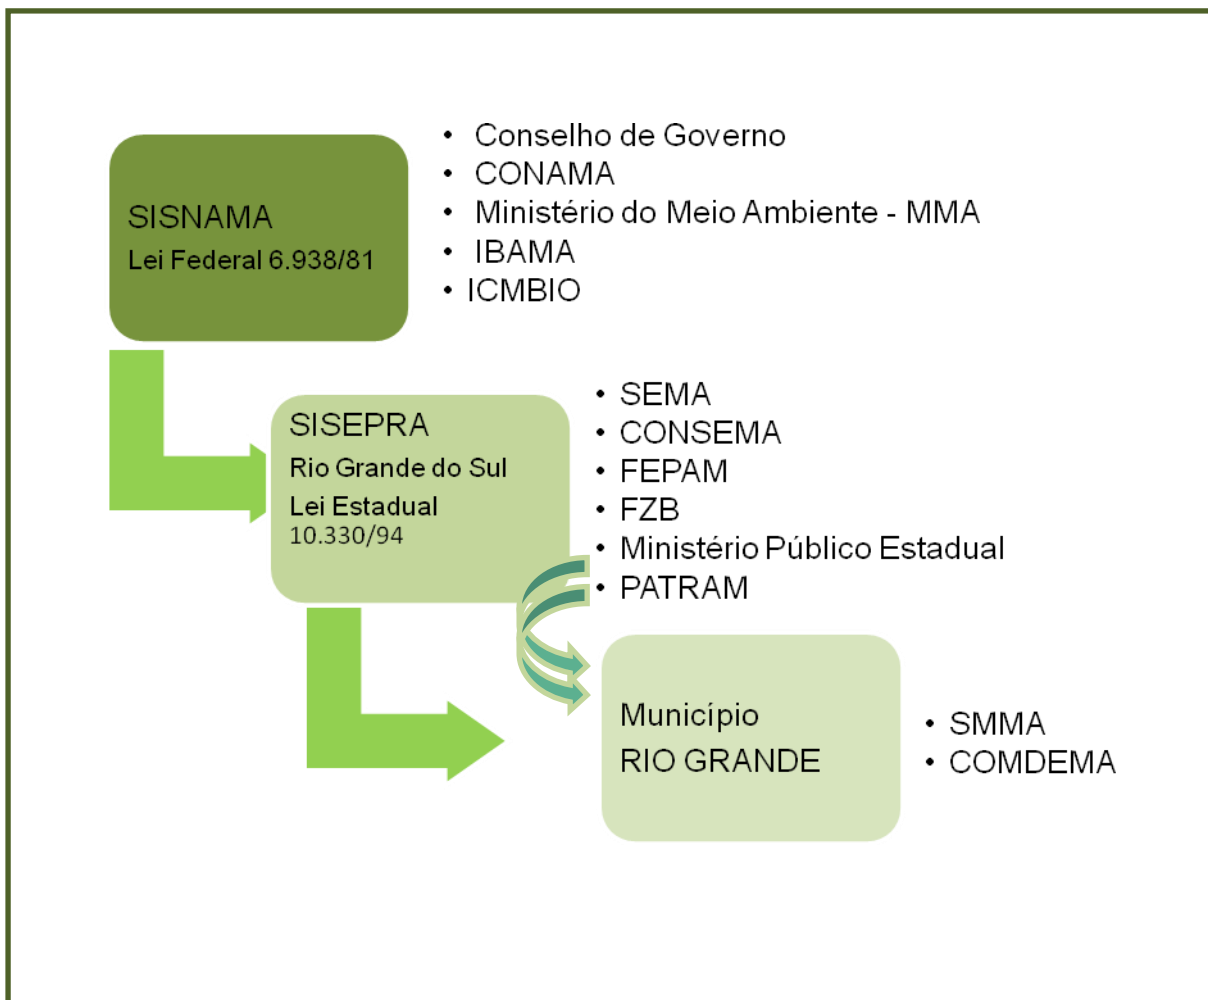 SISNAMA
Lei Federal 6.938/81
• Conselho de Governo
• CONAMA
• Ministério do Meio Ambiente - MMA
• IBAMA
• ICMBIO
SISEPRA
Rio Grande do Sul
Lei Estadual
10.330/94
• SEMA
• CONSEMA
• FEPAM
• FZB
• Ministério Público Estadual
• PATRAM
Município
RIO GRANDE
• SMMA
• COMDEMA